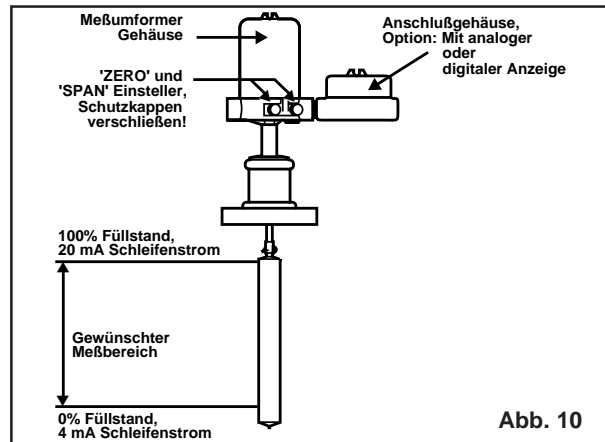 Meßumformer
Gehäuse
Anschlußgehäuse,
Option: Mit analoger
oder
digitaler Anzeige
'ZERO' und
'SPAN' Einsteller,
Schutzkappen
verschließen!
100% Füllstand,
20 mA Schleifenstrom
Gewünschter
Meßbereich
0% Füllstand,
4 mA Schleifenstrom
Abb. 10